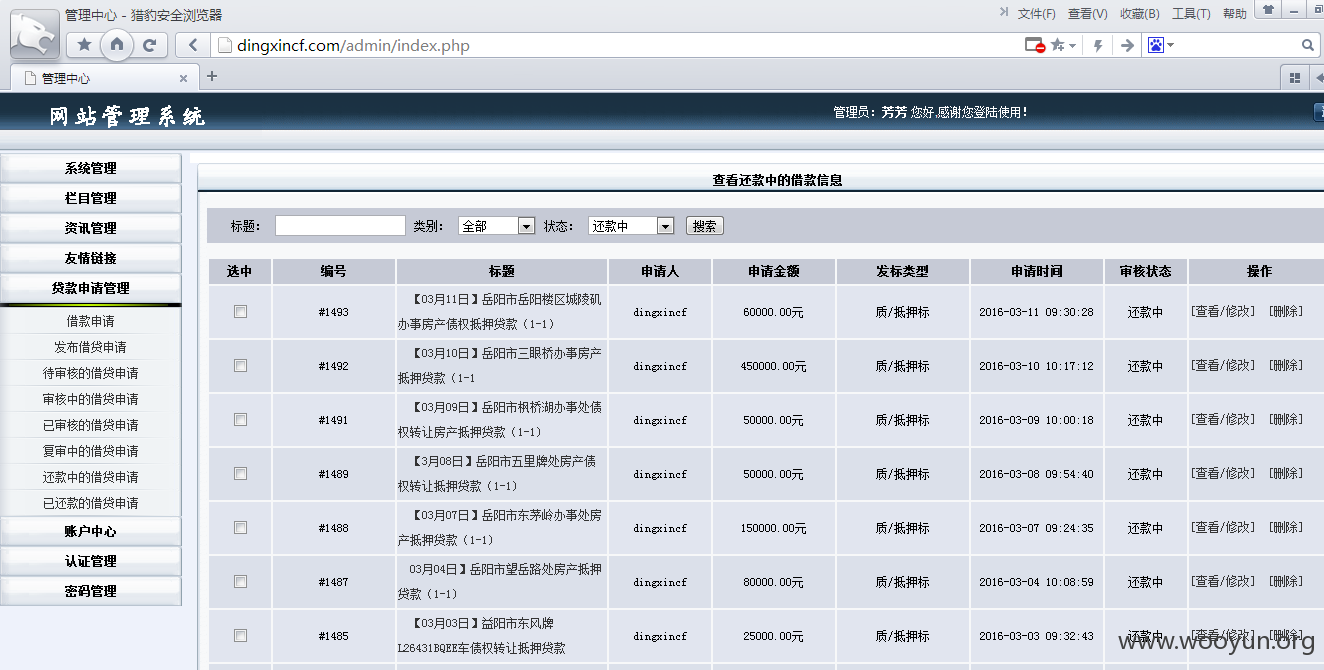 管理中心 - 猎豹安全浏览器
文件(F) 查看(V) 收藏(B) 工具(T) 帮助
dingxincf.com/admin/index.php
管理中心
网站管理系统
管理员：芳芳 您好,感谢您登陆使用！
系统管理
栏目管理
资讯管理
友情链接
贷款申请管理
借款申请
发布借贷申请
待审核的借贷申请
审核中的借贷申请
已审核的借贷申请
复审中的借贷申请
还款中的借贷申请
已还款的借贷申请
账户中心
认证管理
密码管理
查看还款中的借款信息
标题： 类别： 全部 状态： 还款中 搜索
选中 编号 标题 申请人 申请金额 发标类型 申请时间 审核状态 操作
#1493 【03月11日】岳阳市岳阳楼区城陵矶 dingxincf 60000.00元 质/抵押标 2016-03-11 09:30:28 还款中 [查看/修改] [删除]
办事房产债权抵押贷款（1-1）
#1492 【03月10日】岳阳市三眼桥办事房产 dingxincf 450000.00元 质/抵押标 2016-03-10 10:17:12 还款中 [查看/修改] [删除]
抵押贷款（1-1
#1491 【03月09日】岳阳市枫桥湖办事处债 dingxincf 50000.00元 质/抵押标 2016-03-09 10:00:18 还款中 [查看/修改] [删除]
权转让房产抵押贷款（1-1）
#1489 【3月08日】岳阳市五里牌处房产债 dingxincf 50000.00元 质/抵押标 2016-03-08 09:54:40 还款中 [查看/修改] [删除]
权转让抵押贷款（1-1）
#1488 【03月07日】岳阳市东茅岭办事处房 dingxincf 150000.00元 质/抵押标 2016-03-07 09:24:35 还款中 [查看/修改] [删除]
产抵押贷款（1-1）
#1487 03月04日】岳阳市望岳路处房产抵押 dingxincf 80000.00元 质/抵押标 2016-03-04 10:08:59 还款中 [查看/修改] [删除]
贷款（1-1）
#1485 【03月03日】益阳市东风牌 dingxincf 25000.00元 质/抵押标 2016-03-03 09:32:43 还款中 [查看/修改] [删除]
L26431BQEE车债权转让抵押贷款
www.wooyun.org